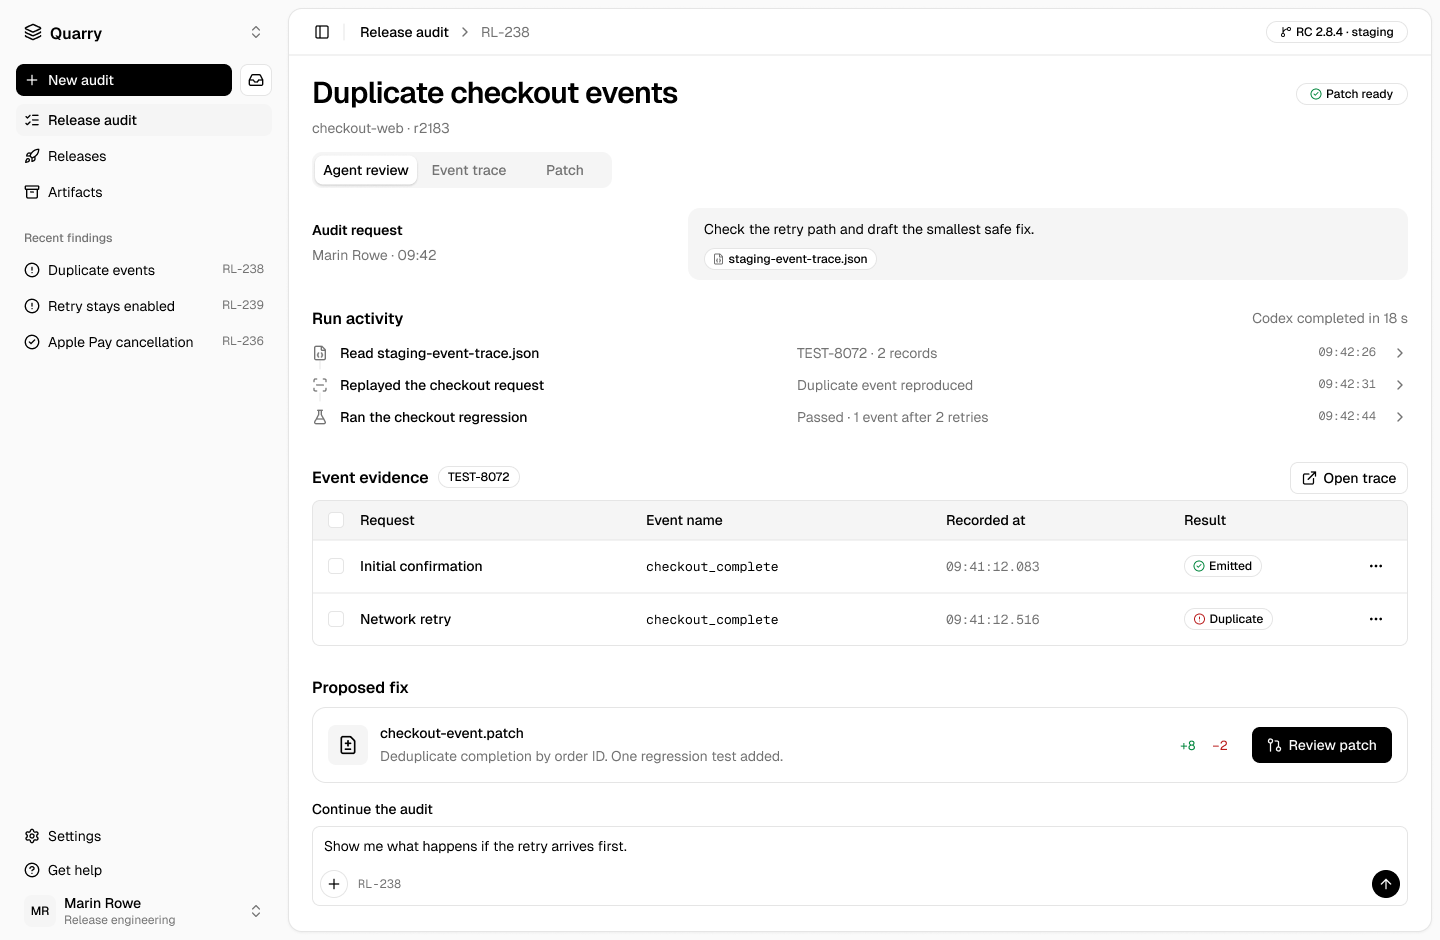 Quarry
New audit
Release audit
Releases
Artifacts
Recent findings
Duplicate events RL-238
Retry stays enabled RL-239
Apple Pay cancellation RL-236
Settings
Get help
MR
Marin Rowe
Release engineering
Release audit RL-238
RC 2.8.4 · staging
Duplicate checkout events
Patch ready
checkout-web · r2183
Agent review Event trace Patch
Audit request
Marin Rowe · 09:42
Check the retry path and draft the smallest safe fix.
staging-event-trace.json
Run activity
Codex completed in 18 s
Read staging-event-trace.json TEST-8072 · 2 records 09:42:26
Replayed the checkout request Duplicate event reproduced 09:42:31
Ran the checkout regression Passed · 1 event after 2 retries 09:42:44
Event evidence TEST-8072
Open trace
Request Event name Recorded at Result
Initial confirmation checkout_complete 09:41:12.083 Emitted
Network retry checkout_complete 09:41:12.516 Duplicate
Proposed fix
checkout-event.patch
Deduplicate completion by order ID. One regression test added.
+8 −2 Review patch
Continue the audit
Show me what happens if the retry arrives first.
RL-238